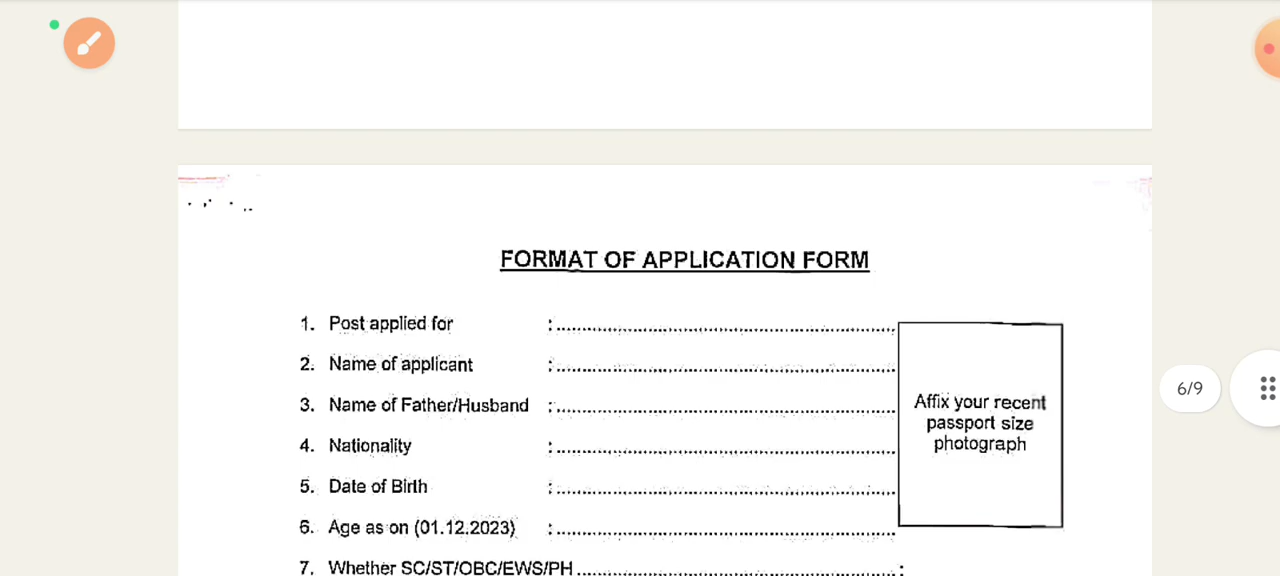 FORMAT OF APPLICATION FORM
1. Post applied for :
2. Name of applicant :
3. Name of Father/Husband :
4. Nationality :
5. Date of Birth :
6. Age as on (01.12.2023) :
7. Whether SC/ST/OBC/EWS/PH :
Affix your recent
passport size
photograph
6/9